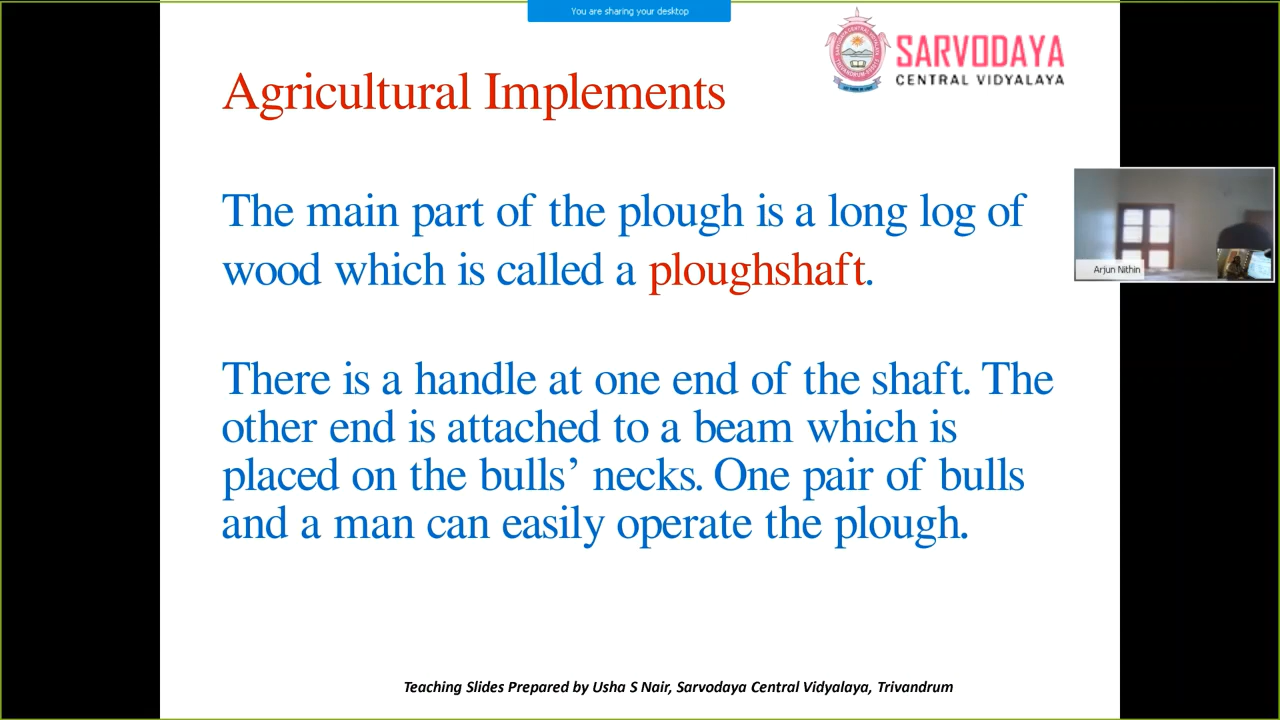 You are sharing your desktop
SARVODAYA
CENTRAL VIDYALAYA
Agricultural Implements
The main part of the plough is a long log of
wood which is called a ploughshaft.
Arjun Nithin
There is a handle at one end of the shaft. The
other end is attached to a beam which is
placed on the bulls’ necks. One pair of bulls
and a man can easily operate the plough.
Teaching Slides Prepared by Usha S Nair, Sarvodaya Central Vidyalaya, Trivandrum